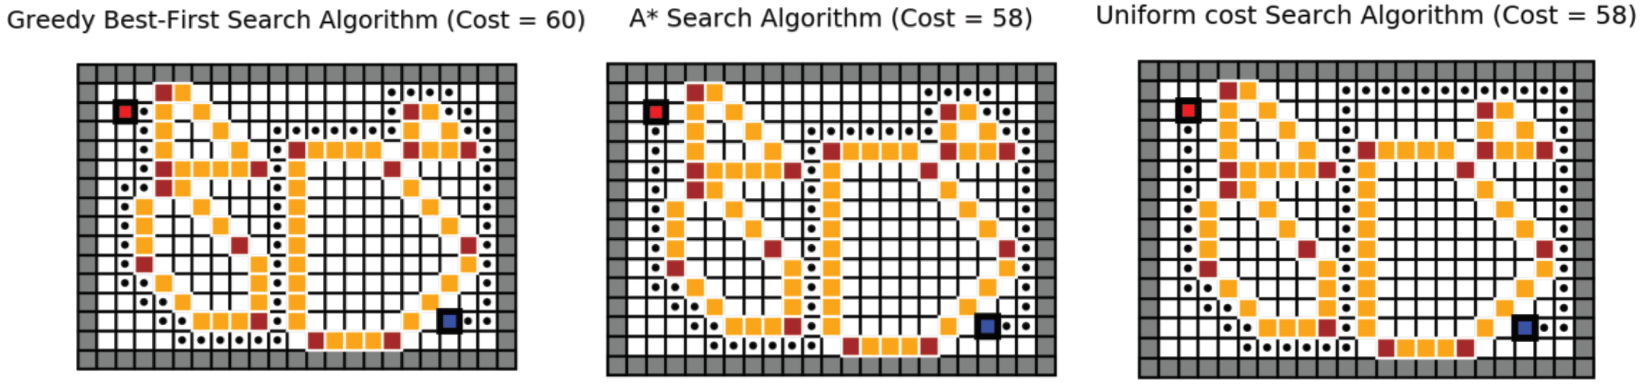 Greedy Best-First Search Algorithm (Cost = 60)
A* Search Algorithm (Cost = 58)
Uniform cost Search Algorithm (Cost = 58)